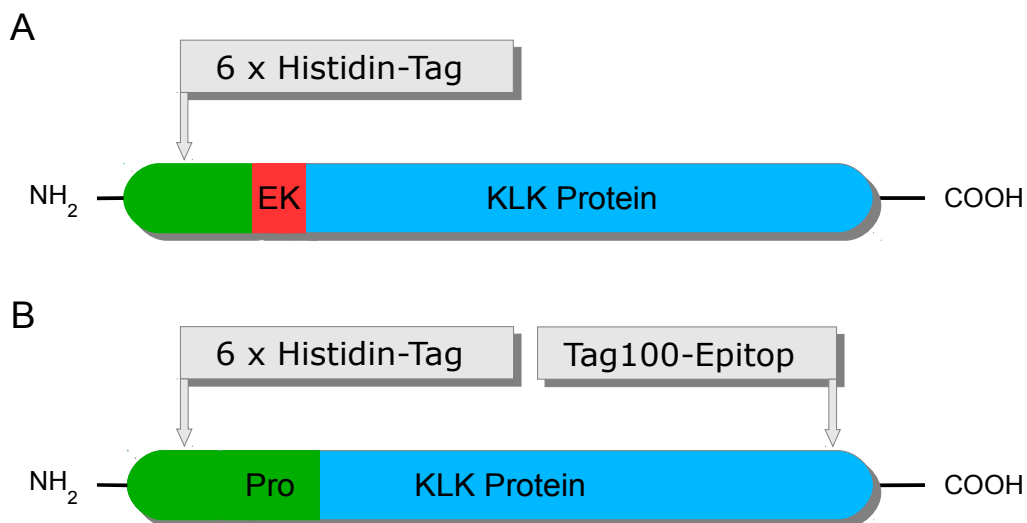 A
6 x Histidin-Tag
NH2
EK
KLK Protein
COOH
B
6 x Histidin-Tag
Tag100-Epitop
NH2
Pro
KLK Protein
COOH